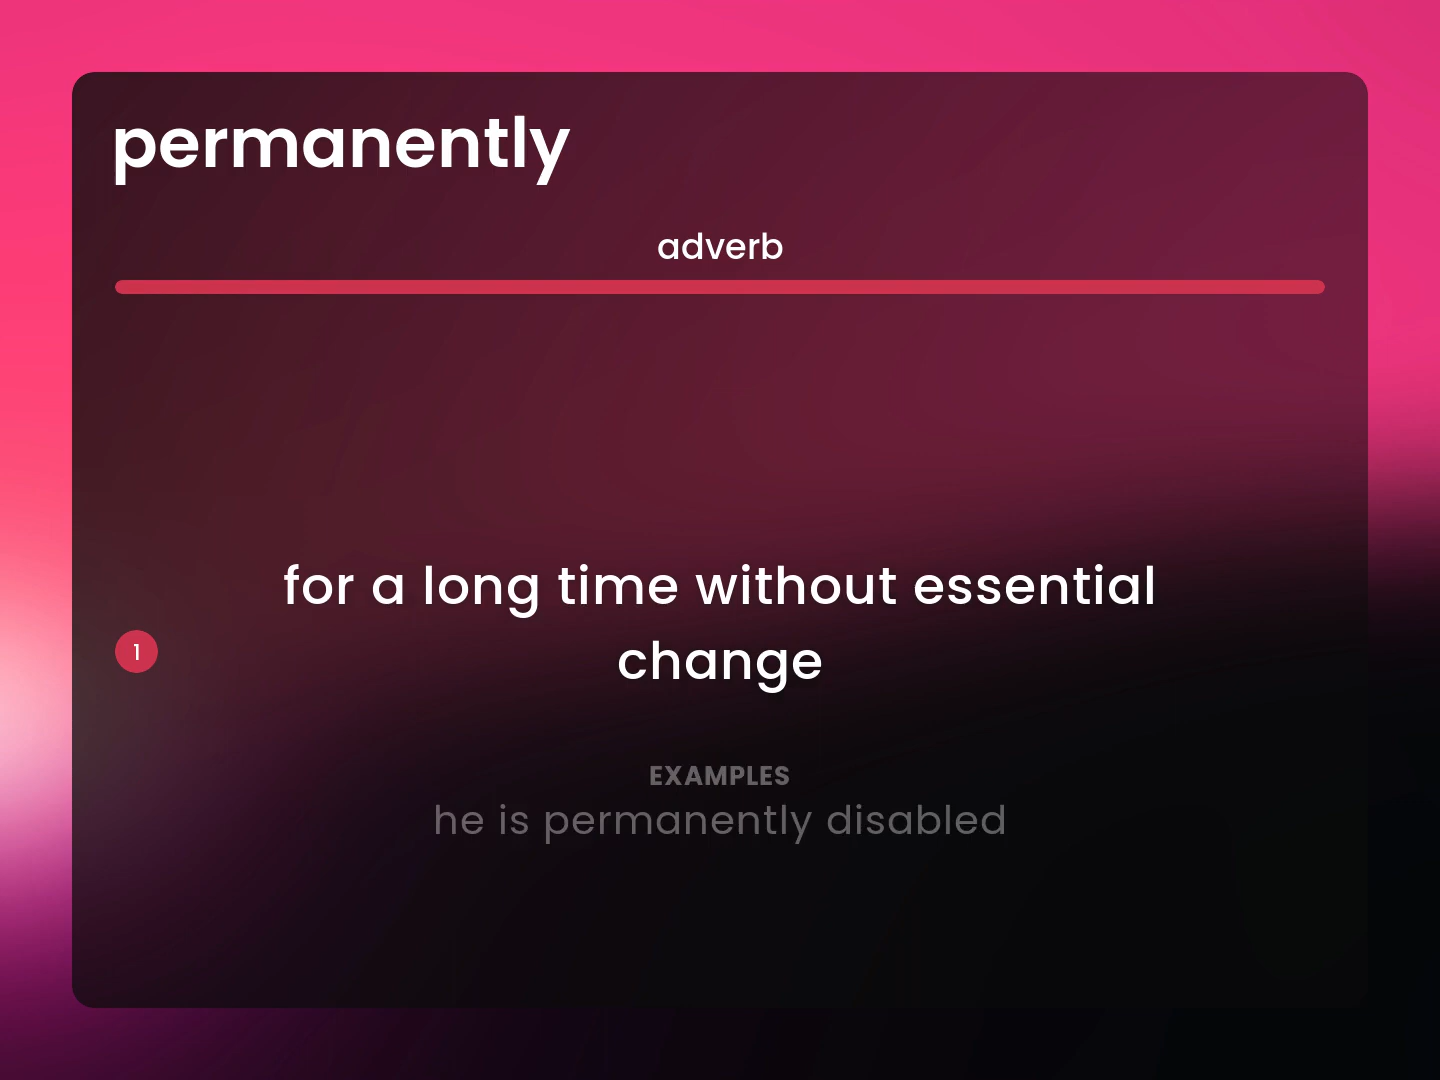 permanently
adverb
for a long time without essential
1
change
EXAMPLES
he is permanently disabled